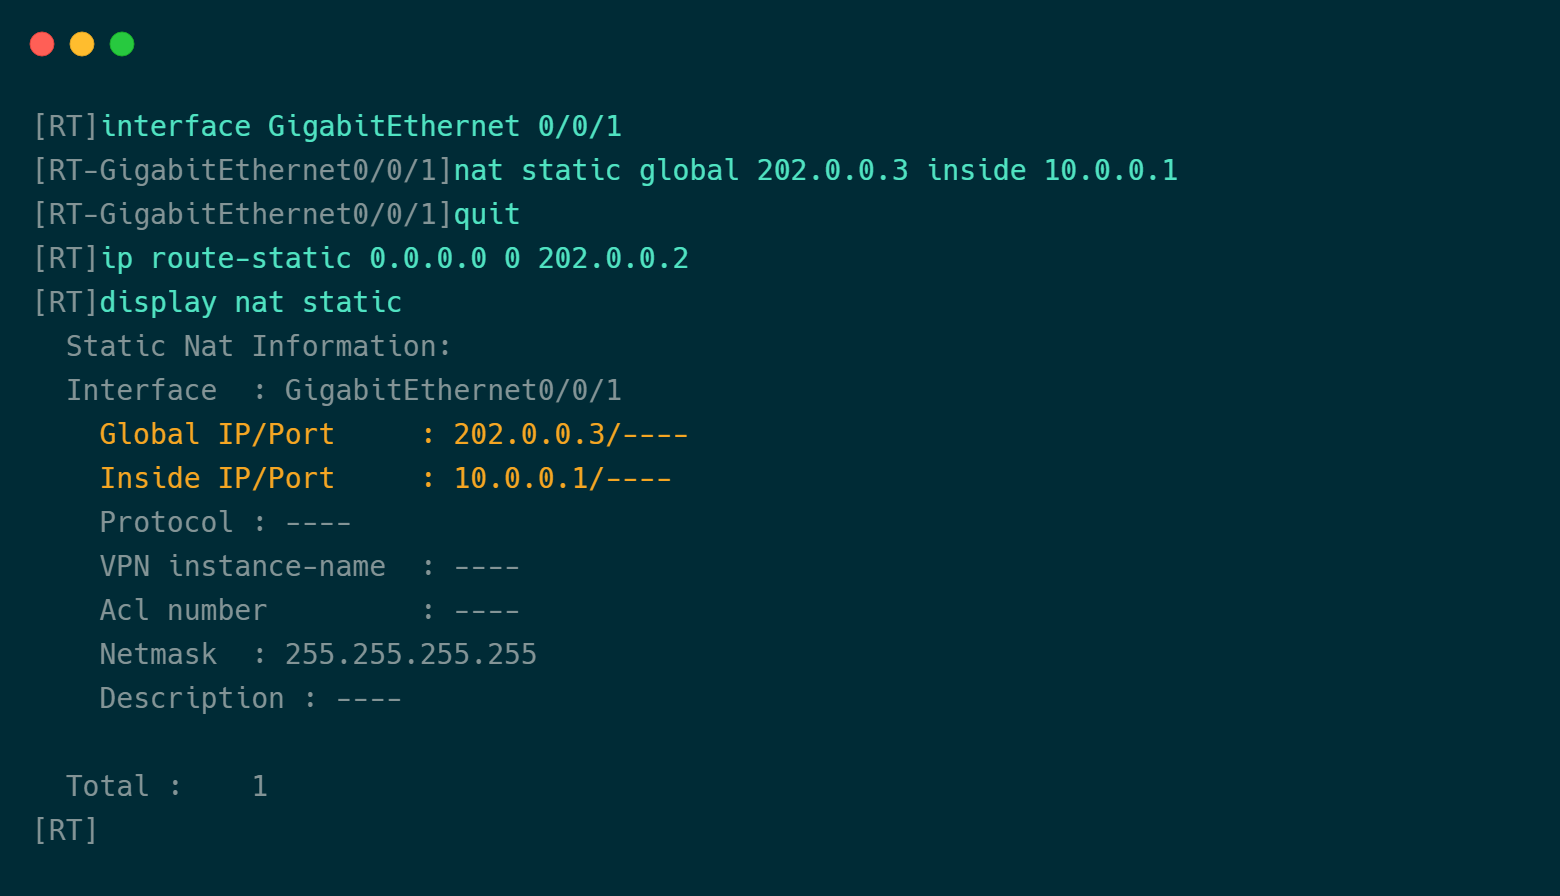 [RT]interface GigabitEthernet 0/0/1
[RT-GigabitEthernet0/0/1]nat static global 202.0.0.3 inside 10.0.0.1
[RT-GigabitEthernet0/0/1]quit
[RT]ip route-static 0.0.0.0 0 202.0.0.2
[RT]display nat static
  Static Nat Information:
  Interface  : GigabitEthernet0/0/1
    Global IP/Port     : 202.0.0.3/----
    Inside IP/Port     : 10.0.0.1/----
    Protocol : ----
    VPN instance-name  : ----
    Acl number         : ----
    Netmask  : 255.255.255.255
    Description : ----

  Total :    1
[RT]